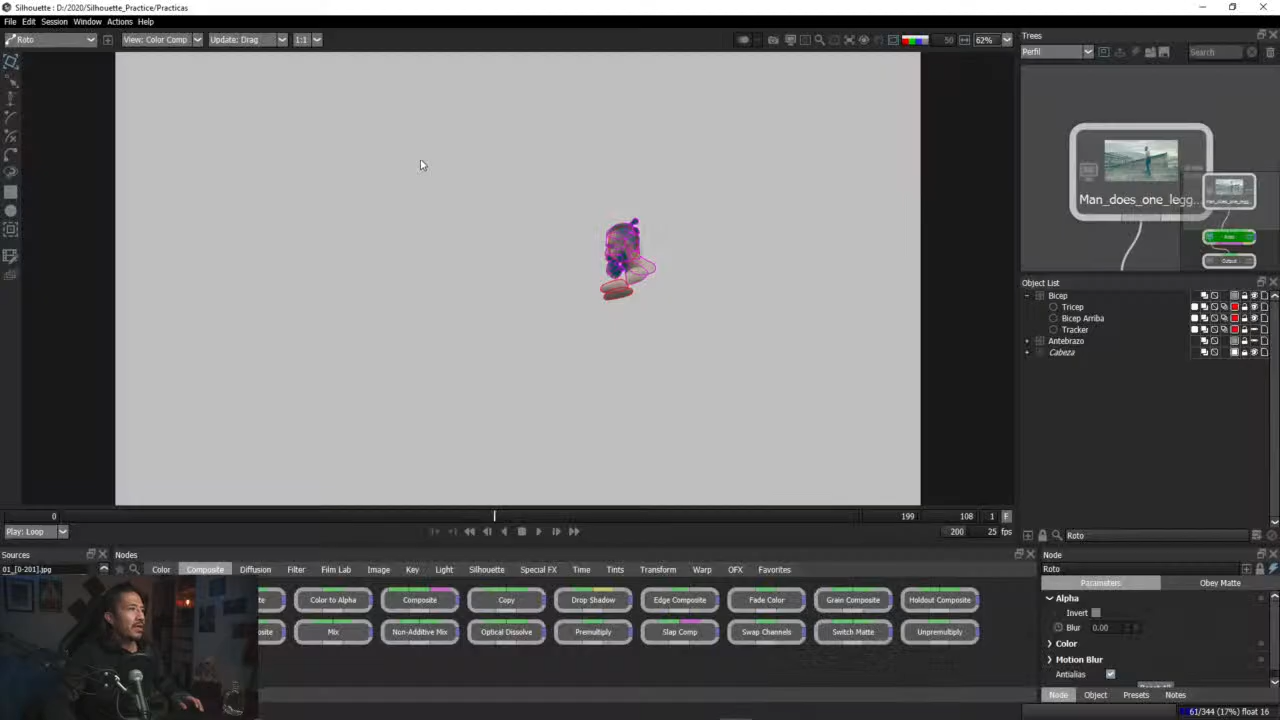 Silhouette : D:/2020/Silhouette_Practice/Practicas
File Edit Session Window Actions Help
Roto View: Color Comp Update: Drag 1:1 50 62%
Trees
Perfil Search
Man_does_one_legg...
Output
Object List
Bicep
Tricep
Bicep Arriba
Tracker
Antebrazo
Cabeza
0 199 108 1 F
Play: Loop 200 25 fps
Roto
Sources Nodes Node
01_[0-201].jpg Color Composite Diffusion Filter Film Lab Image Key Light Silhouette Special FX Time Tints Transform Warp OFX Favorites
Roto
Parameters Obey Matte
Color to Alpha Composite Copy Drop Shadow Edge Composite Fade Color Grain Composite Holdout Composite
Alpha
Invert
Blur 0.00
Mix Non-Additive Mix Optical Dissolve Premultiply Slap Comp Swap Channels Switch Matte Unpremultiply
Color
Motion Blur
Antialias
Node Object Presets Notes
61/344 (17%) float 16